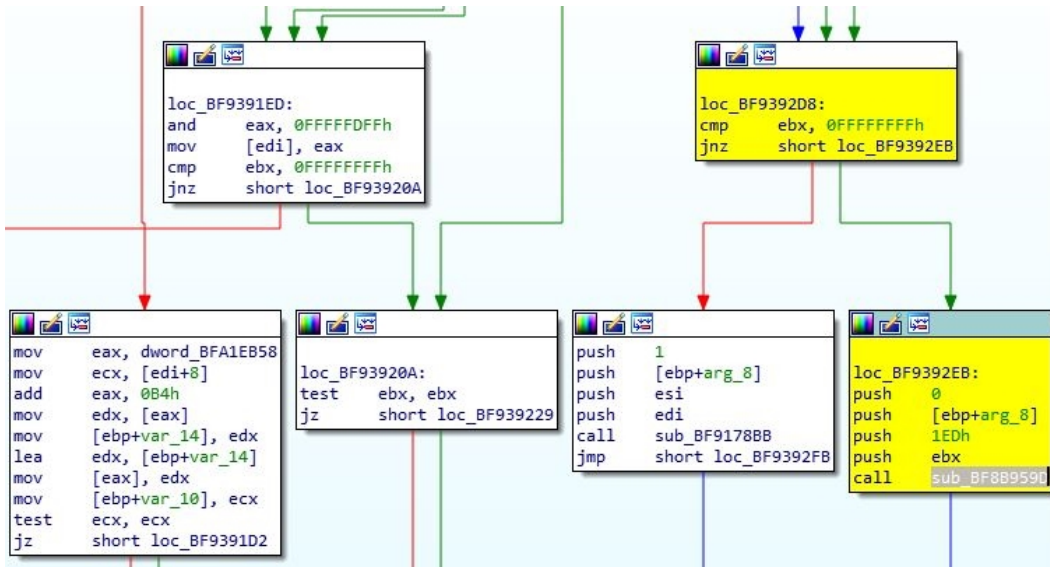 loc_BF9391ED:
and eax, 0FFFFFDFFh
mov [edi], eax
cmp ebx, 0FFFFFFFFh
jnz short loc_BF93920A
loc_BF9392D8:
cmp ebx, 0FFFFFFFFh
jnz short loc_BF9392EB
mov eax, dword_BFA1EB58
mov ecx, [edi+8]
add eax, 0B4h
mov edx, [eax]
mov [ebp+var_14], edx
lea edx, [ebp+var_14]
mov [eax], edx
mov [ebp+var_10], ecx
test ecx, ecx
jz short loc_BF9391D2
loc_BF93920A:
test ebx, ebx
jz short loc_BF939229
push 1
push [ebp+arg_8]
push esi
push edi
call sub_BF9178BB
jmp short loc_BF9392FB
loc_BF9392EB:
push 0
push [ebp+arg_8]
push 1EDh
push ebx
call sub_BF8B959D